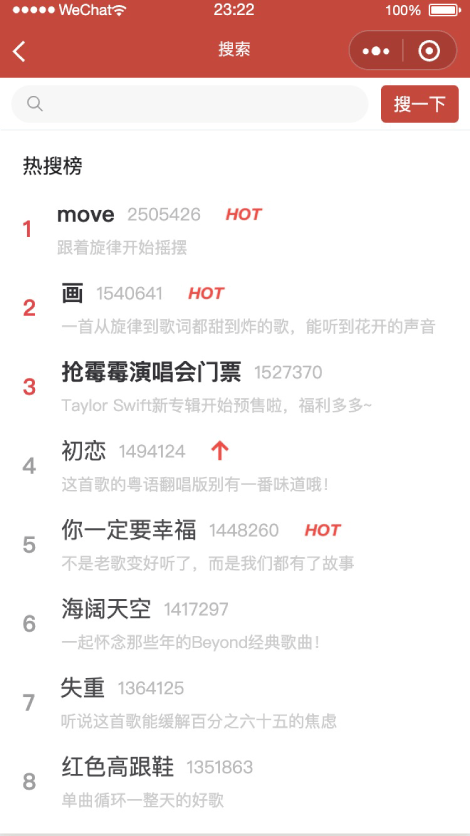 WeChat 23:22 100%
搜索
搜一下
热搜榜
1 move 2505426 HOT
跟着旋律开始摇摆
2 画 1540641 HOT
一首从旋律到歌词都甜到炸的歌，能听到花开的声音
3 抢霉霉演唱会门票 1527370
Taylor Swift新专辑开始预售啦，福利多多~
4 初恋 1494124
这首歌的粤语翻唱版别有一番味道哦！
5 你一定要幸福 1448260 HOT
不是老歌变好听了，而是我们都有了故事
6 海阔天空 1417297
一起怀念那些年的Beyond经典歌曲！
7 失重 1364125
听说这首歌能缓解百分之六十五的焦虑
8 红色高跟鞋 1351863
单曲循环一整天的好歌